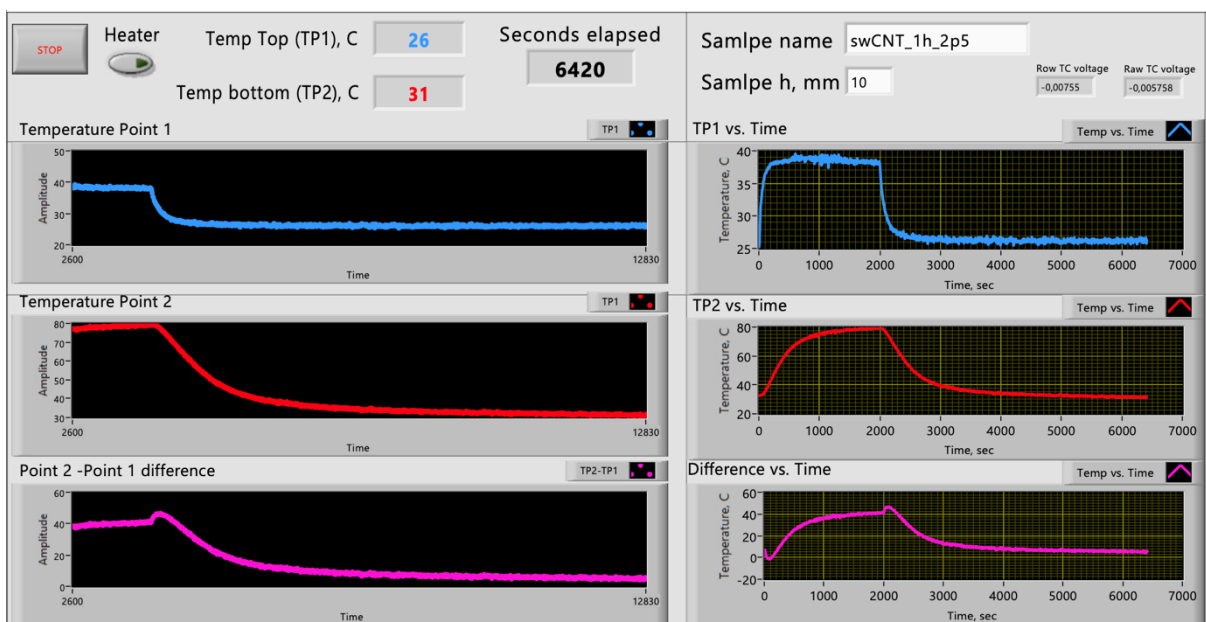 STOP
Heater
Temp Top (TP1), C
26
Temp bottom (TP2), C
31
Seconds elapsed
6420
Samlpe name
swCNT_1h_2p5
Samlpe h, mm
10
Row TC voltage
-0,00755
Raw TC voltage
-0,005758
Temperature Point 1
TP1
50
40
30
20
Amplitude
2600
12830
Time
TP1 vs. Time
Temp vs. Time
40
35
30
25
Temperature, C
0 1000 2000 3000 4000 5000 6000 7000
Time, sec
Temperature Point 2
TP1
80
70
60
50
40
30
Amplitude
2600
12830
Time
TP2 vs. Time
Temp vs. Time
80
60
40
20
Temperature, C
0 1000 2000 3000 4000 5000 6000 7000
Time, sec
Point 2 -Point 1 difference
TP2-TP1
60
40
20
0
Amplitude
2600
12830
Time
Difference vs. Time
Temp vs. Time
60
40
20
0
-20
Temperature, C
0 1000 2000 3000 4000 5000 6000 7000
Time, sec